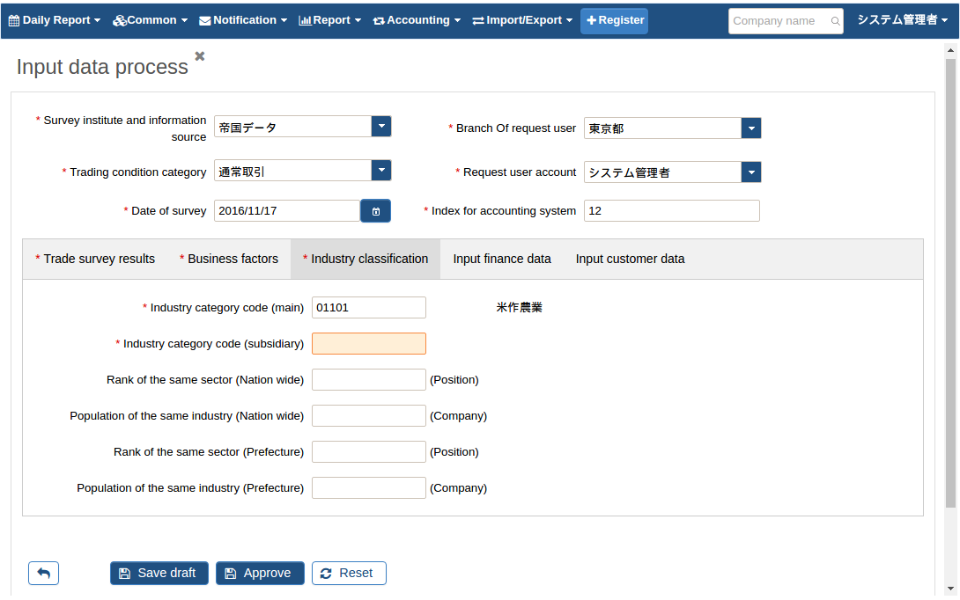 Daily Report Common Notification Report Accounting Import/Export Register Company name システム管理者
Input data process
* Survey institute and information source 帝国データ * Branch Of request user 東京都
* Trading condition category 通常取引 * Request user account システム管理者
* Date of survey 2016/11/17 * Index for accounting system 12
* Trade survey results * Business factors * Industry classification Input finance data Input customer data
* Industry category code (main) 01101 米作農業
* Industry category code (subsidiary)
Rank of the same sector (Nation wide) (Position)
Population of the same industry (Nation wide) (Company)
Rank of the same sector (Prefecture) (Position)
Population of the same industry (Prefecture) (Company)
Save draft Approve Reset